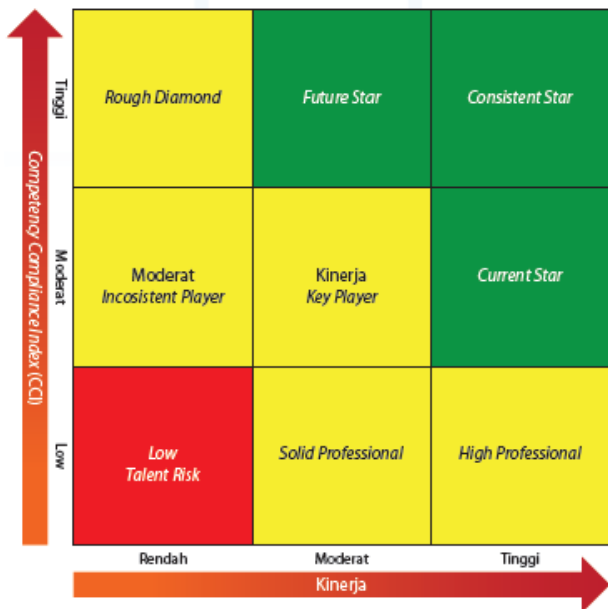 Competency Compliance Index (CCI)
Tinggi
Rough Diamond
Future Star
Consistent Star
Moderat
Moderat
Incosistent Player
Kinerja
Key Player
Current Star
Low
Low
Talent Risk
Solid Professional
High Professional
Rendah
Moderat
Tinggi
Kinerja